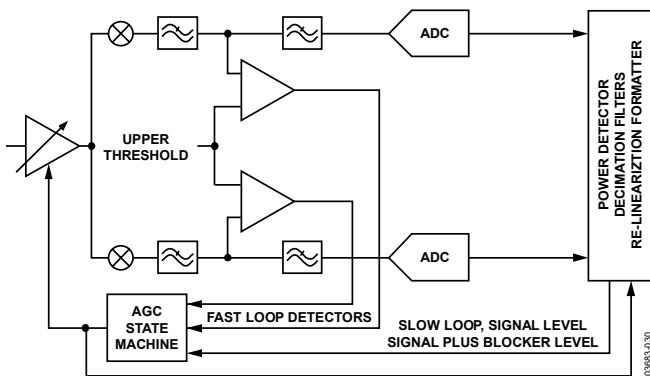 ADC
UPPER
THRESHOLD
POWER DETECTOR
DECIMATION FILTERS
RE-LINEARIZTION FORMATTER
ADC
AGC
STATE
MACHINE
FAST LOOP DETECTORS
SLOW LOOP, SIGNAL LEVEL
SIGNAL PLUS BLOCKER LEVEL
03683-030